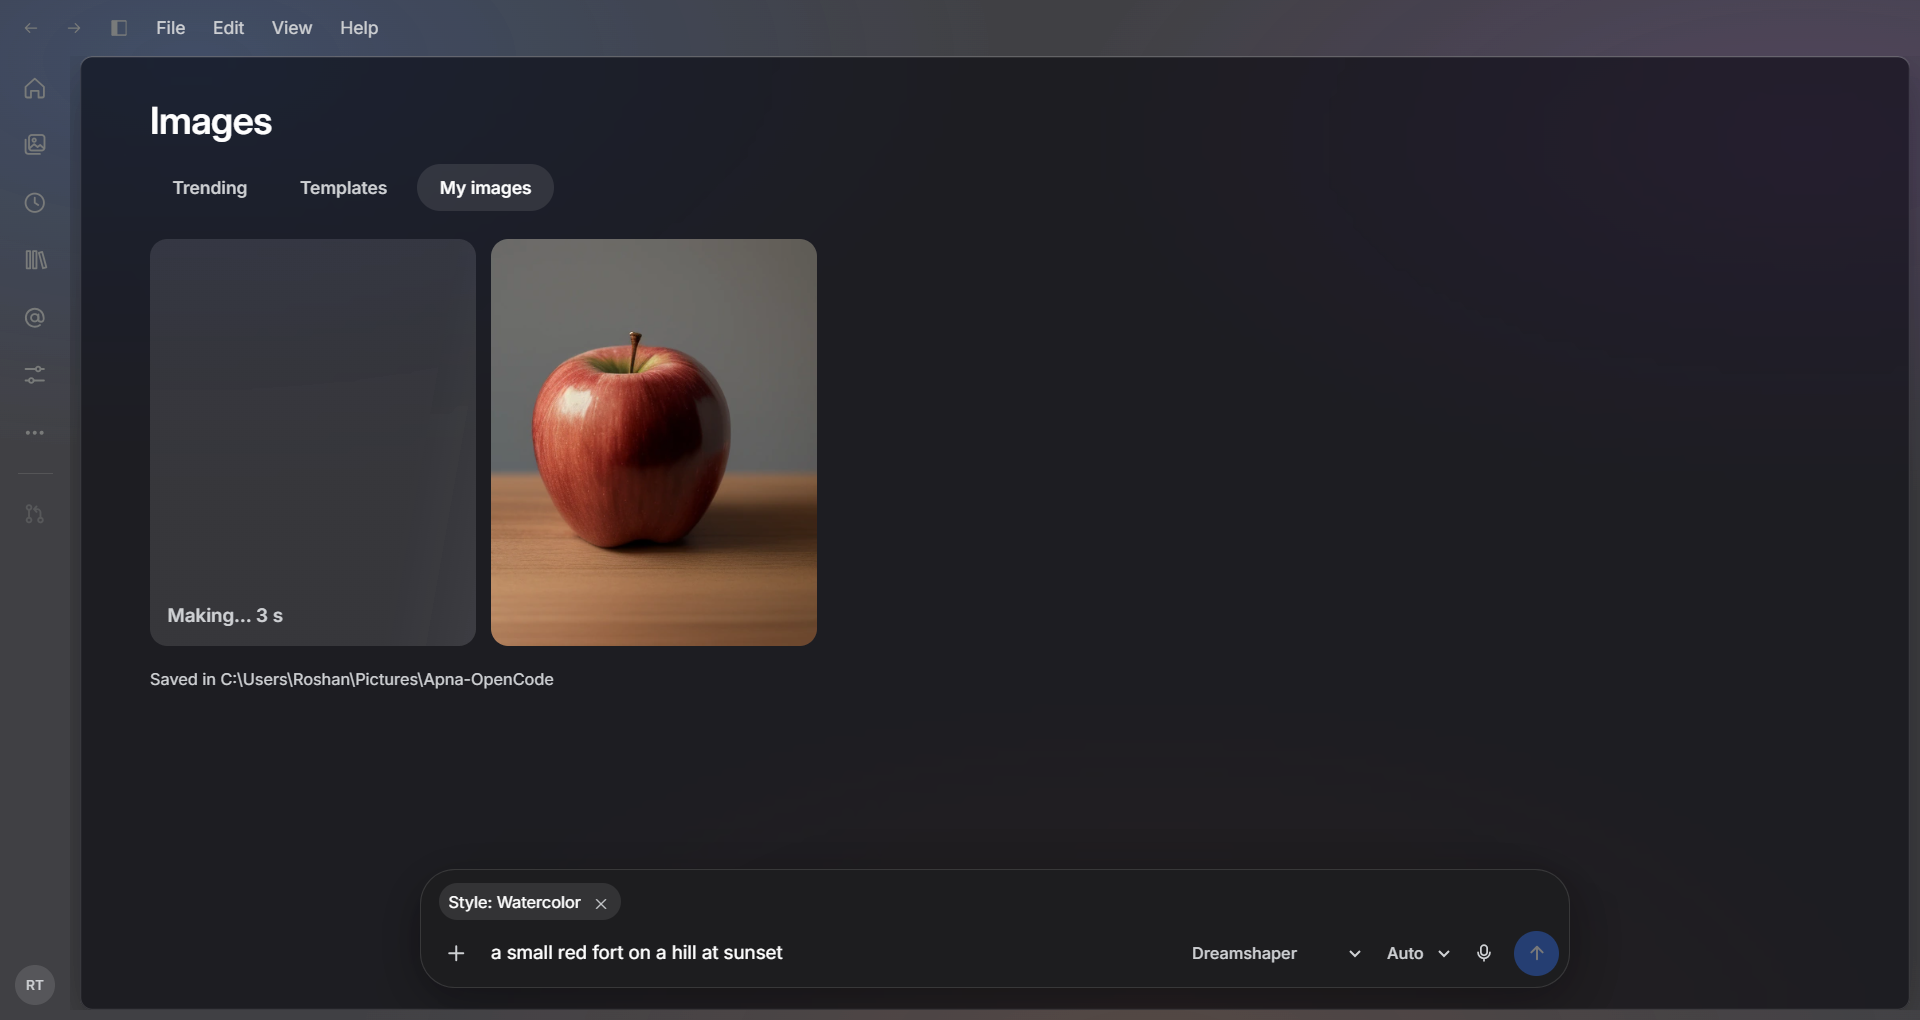 File Edit View Help
Images
Trending Templates My images
Making... 3 s
Saved in C:\Users\Roshan\Pictures\Apna-OpenCode
Style: Watercolor
a small red fort on a hill at sunset Dreamshaper Auto
RT